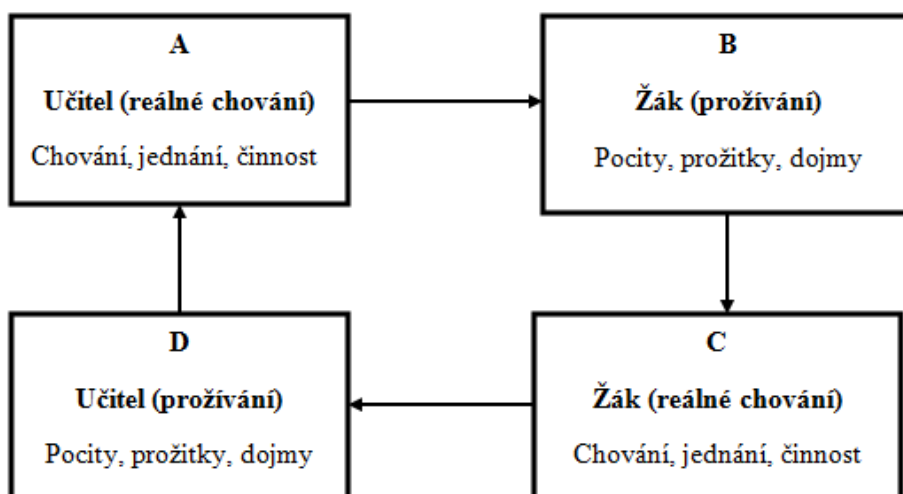 A
Učitel (reálné chování)
Chování, jednání, činnost
B
Žák (prožívání)
Pocity, prožitky, dojmy
D
Učitel (prožívání)
Pocity, prožitky, dojmy
C
Žák (reálné chování)
Chování, jednání, činnost